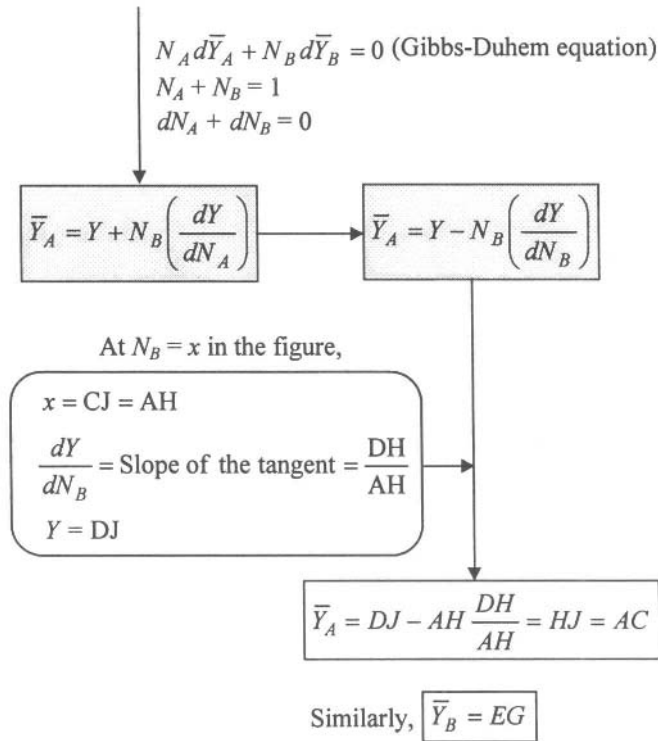 N_A dȲ_A + N_B dȲ_B = 0 (Gibbs-Duhem equation)
N_A + N_B = 1
dN_A + dN_B = 0
Ȳ_A = Y + N_B (dY/dN_A)
Ȳ_A = Y − N_B (dY/dN_B)
At N_B = x in the figure,
x = CJ = AH
dY/dN_B = Slope of the tangent = DH/AH
Y = DJ
Ȳ_A = DJ − AH DH/AH = HJ = AC
Similarly, Ȳ_B = EG